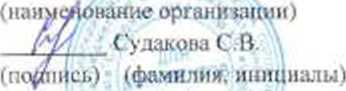 (наименование организации)
Судакова С.В.
(подпись) (фамилия, инициалы)